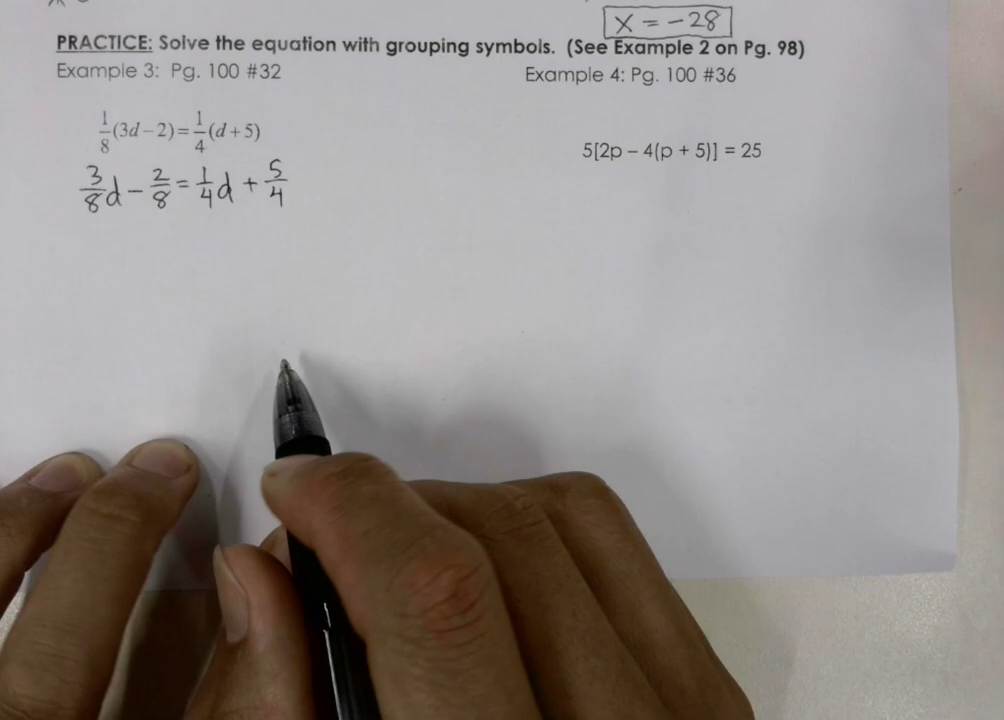 x = -28
PRACTICE: Solve the equation with grouping symbols. (See Example 2 on Pg. 98)
Example 3: Pg. 100 #32
Example 4: Pg. 100 #36
1/8(3d – 2) = 1/4(d + 5)
5[2p – 4(p + 5)] = 25
3/8d - 2/8 = 1/4d + 5/4